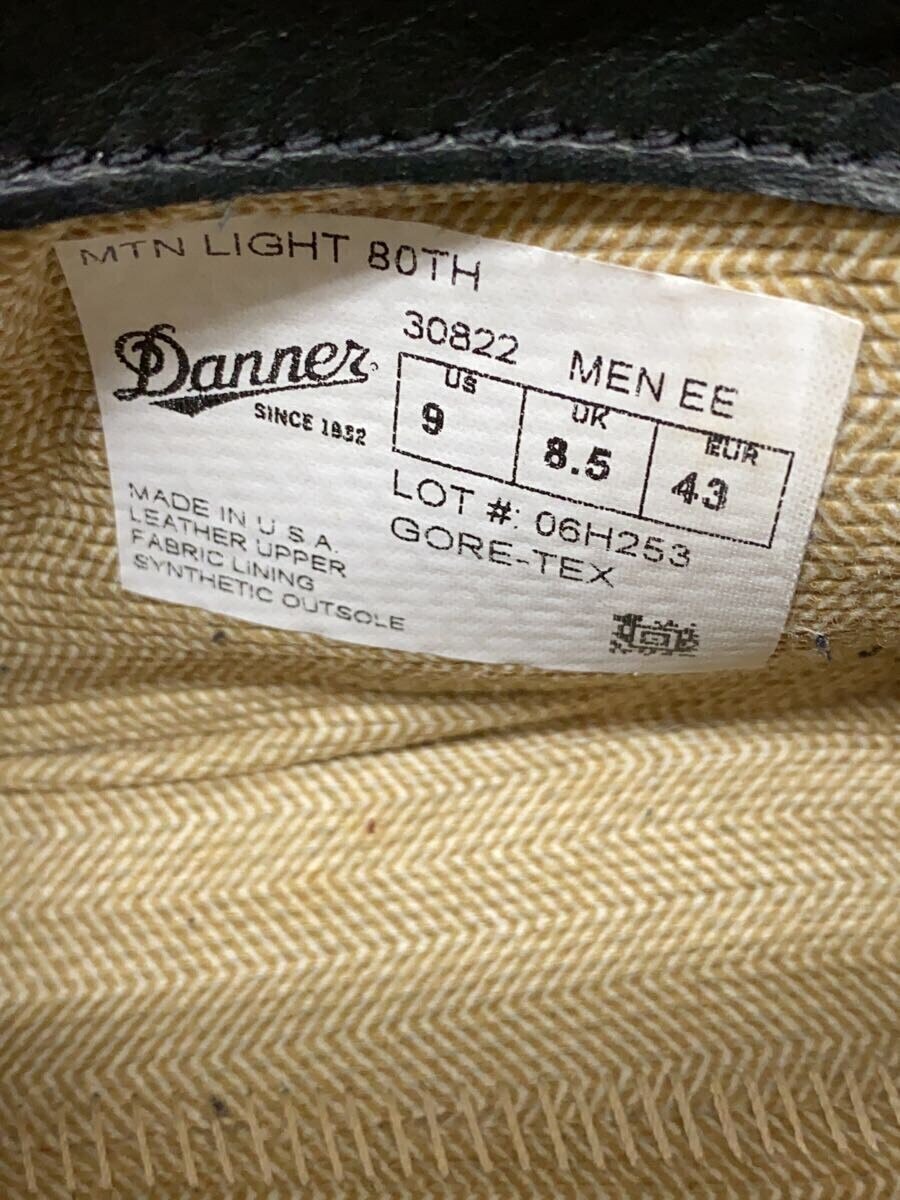 MTN LIGHT 80TH
Danner
SINCE 1932
30822 MEN EE
US UK EUR
9 8.5 43
LOT #: 06H253
GORE-TEX
MADE IN U.S.A.
LEATHER UPPER
FABRIC LINING
SYNTHETIC OUTSOLE